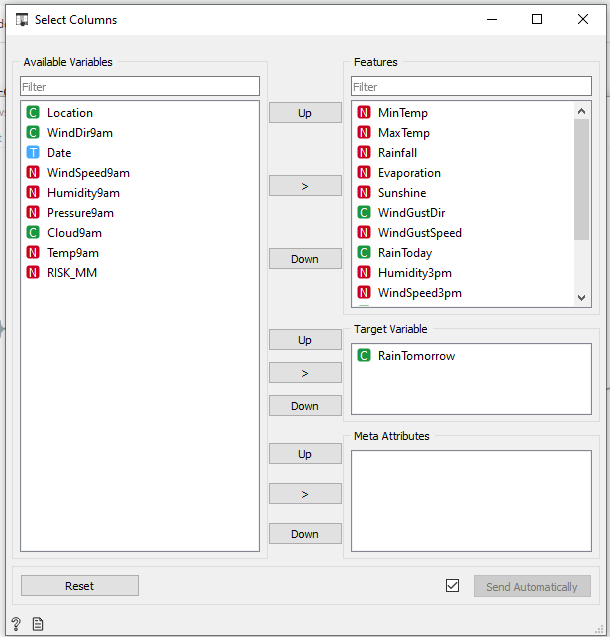 Select Columns
Available Variables
Filter
C Location
C WindDir9am
T Date
N WindSpeed9am
N Humidity9am
N Pressure9am
C Cloud9am
N Temp9am
N RISK_MM
Up
>
Down
Up
>
Down
Up
>
Down
Features
Filter
N MinTemp
N MaxTemp
N Rainfall
N Evaporation
N Sunshine
C WindGustDir
N WindGustSpeed
C RainToday
N Humidity3pm
N WindSpeed3pm
Target Variable
C RainTomorrow
Meta Attributes
Reset
Send Automatically
?